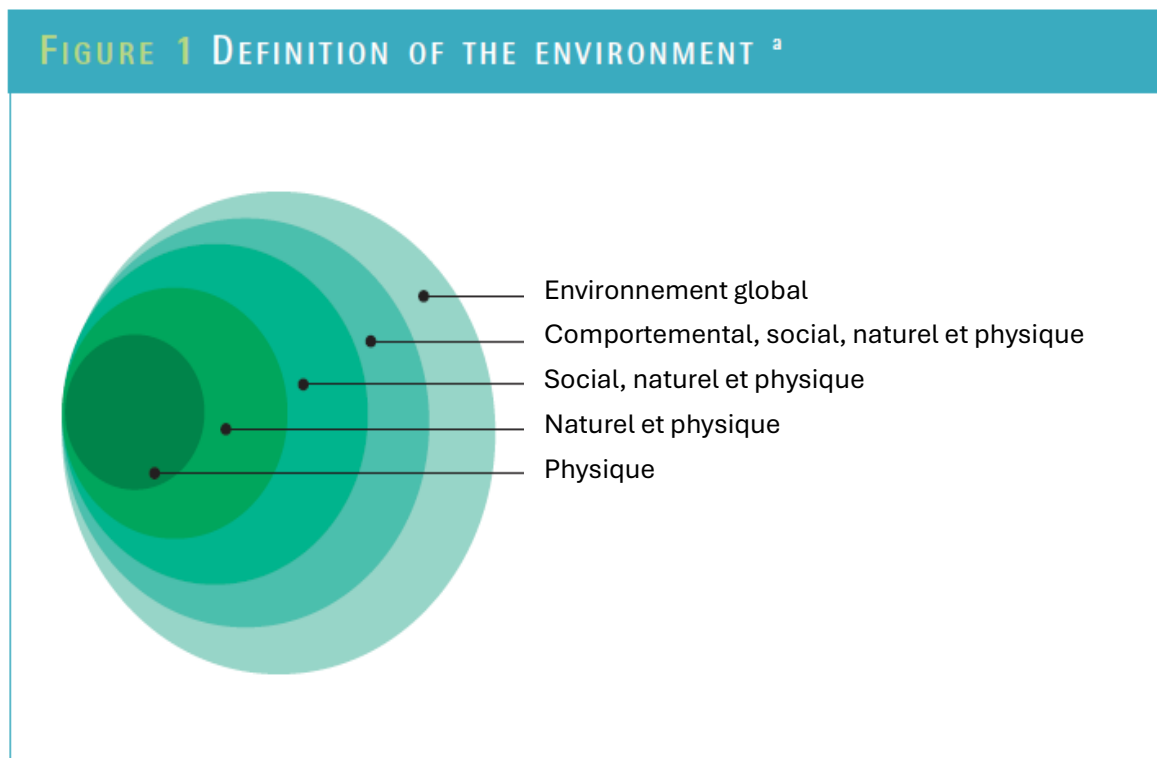 FIGURE 1 DEFINITION OF THE ENVIRONMENT a
Environnement global
Comportemental, social, naturel et physique
Social, naturel et physique
Naturel et physique
Physique